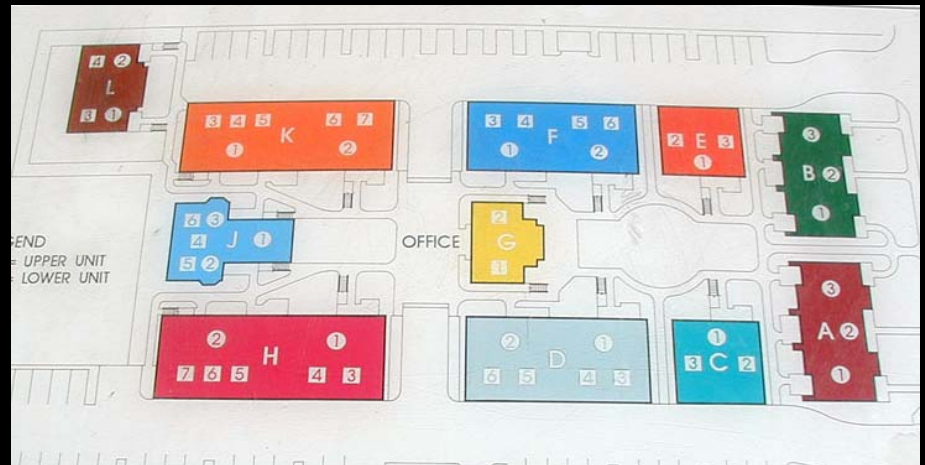 4 2
L
3 1
3 4 5 6 7
K
1 2
3 4 5 6
F
1 2
2 E 3
1
3
B 2
1
6 3
4 J 1
5 2
OFFICE
2
G
1
END
= UPPER UNIT
= LOWER UNIT
2 1
H
7 6 5 4 3
2 1
D
6 5 4 3
1
3 C 2
3
A 2
1